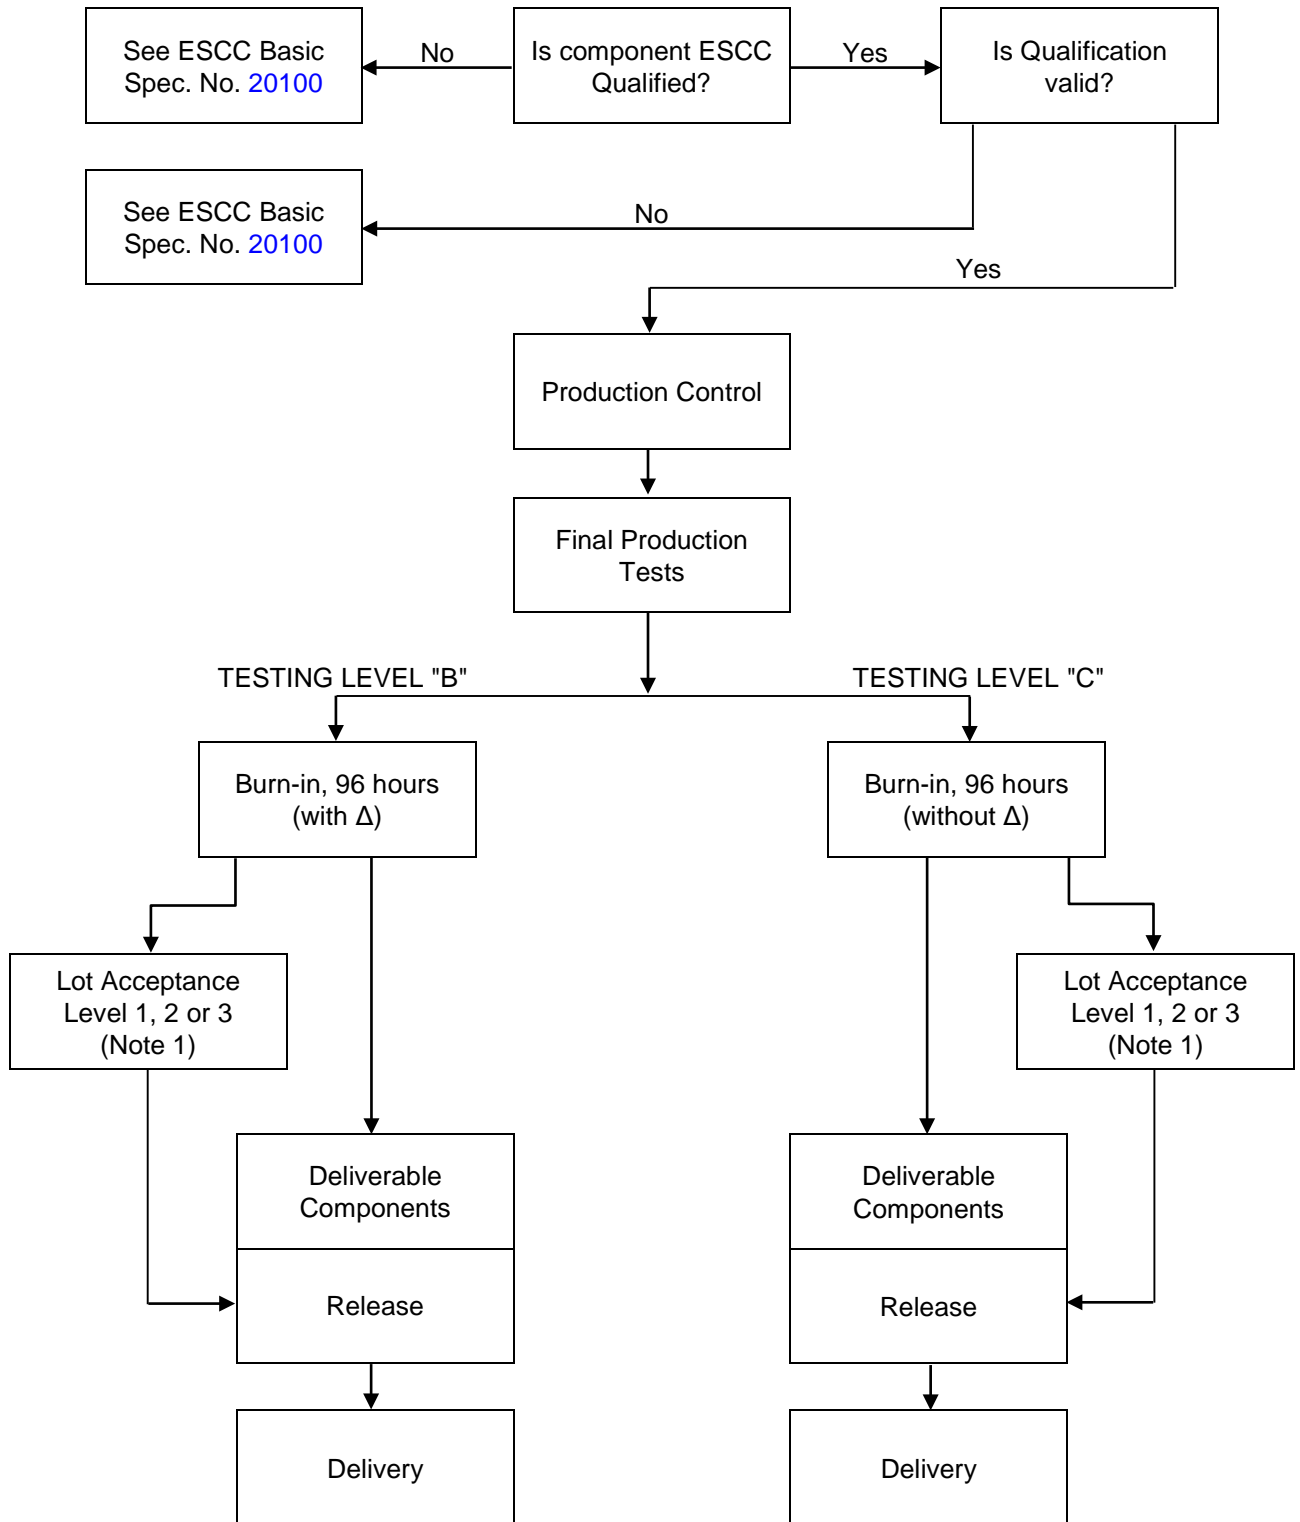 See ESCC Basic
Spec. No. 20100
No
Is component ESCC
Qualified?
Yes
Is Qualification
valid?
See ESCC Basic
Spec. No. 20100
No
Yes
Production Control
Final Production
Tests
TESTING LEVEL "B"
TESTING LEVEL "C"
Burn-in, 96 hours
(with Δ)
Burn-in, 96 hours
(without Δ)
Lot Acceptance
Level 1, 2 or 3
(Note 1)
Lot Acceptance
Level 1, 2 or 3
(Note 1)
Deliverable
Components
Deliverable
Components
Release
Release
Delivery
Delivery